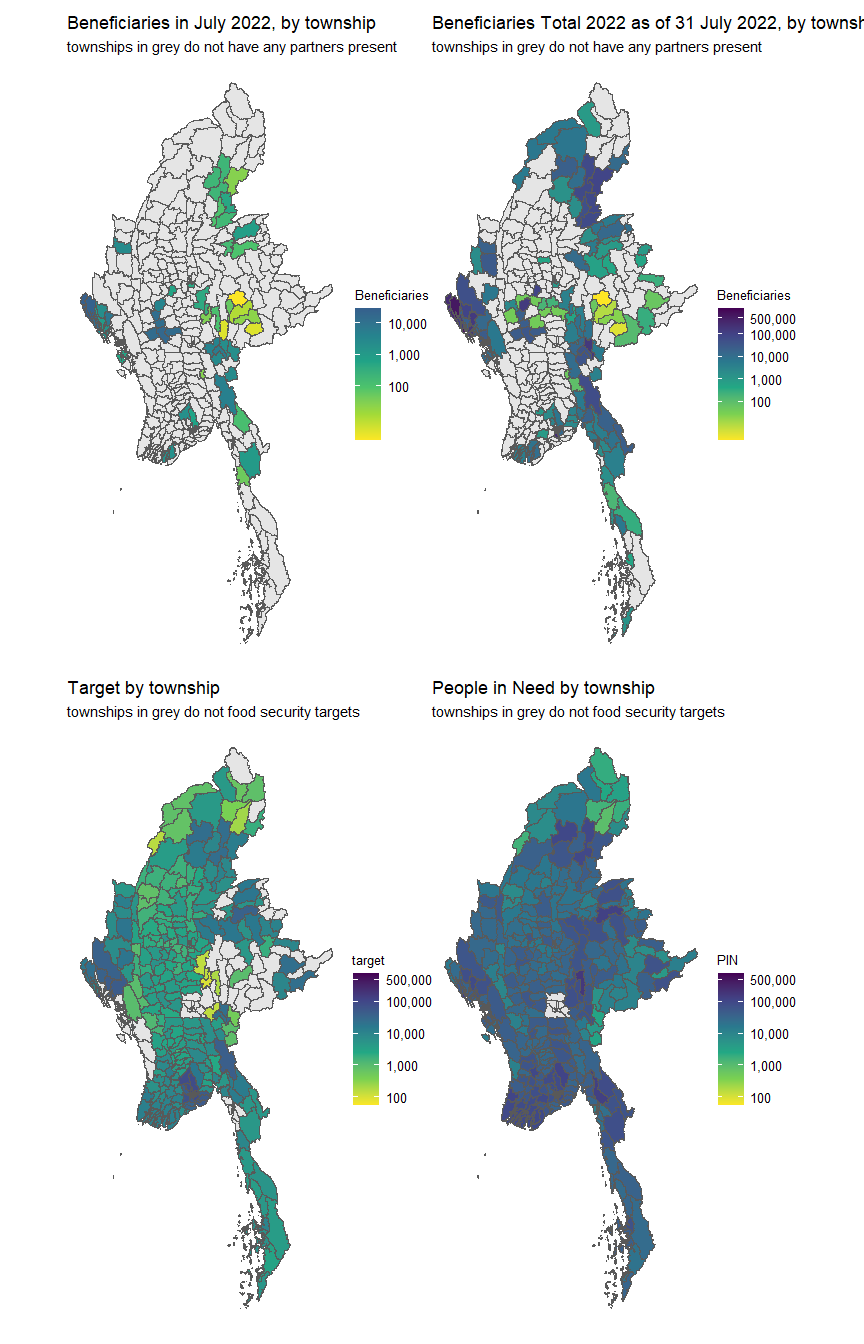 Beneficiaries in July 2022, by township
townships in grey do not have any partners present
Beneficiaries
10,000
1,000
100
Beneficiaries Total 2022 as of 31 July 2022, by townsh
townships in grey do not have any partners present
Beneficiaries
500,000
100,000
10,000
1,000
100
Target by township
townships in grey do not food security targets
target
500,000
100,000
10,000
1,000
100
People in Need by township
townships in grey do not food security targets
PIN
500,000
100,000
10,000
1,000
100